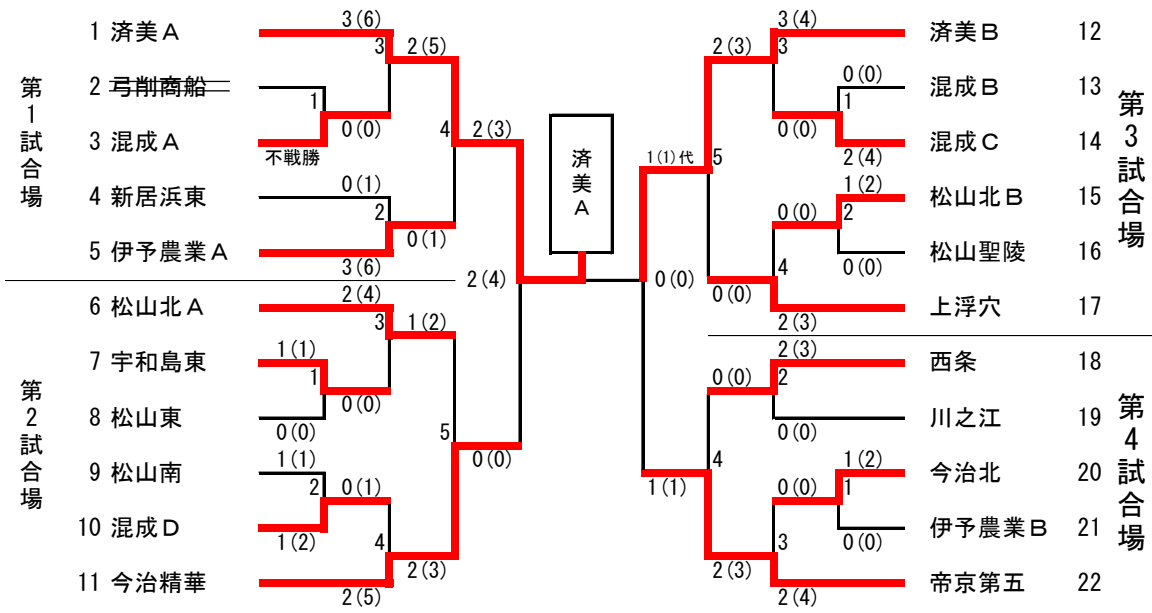 3(6)
1 済美A
3
2(5)
2 弓削商船
1
0(0)
3 混成A
不戦勝
4
2(3)
0(1)
4 新居浜東
2
0(1)
5 伊予農業A
3(6)
第1試合場
2(4)
6 松山北A
2(4)
3
1(2)
1(1)
7 宇和島東
1
0(0)
8 松山東
0(0)
5
0(0)
1(1)
9 松山南
2
0(1)
10 混成D
1(2)
4
2(3)
11 今治精華
2(5)
第2試合場
済美A
3(4)
済美B 12
2(3)
3
0(0)
混成B 13
1
0(0)
混成C 14
2(4)
1(1)代
5
1(2)
松山北B 15
0(0)
2
松山聖陵 16
0(0)
4
0(0)
上浮穴 17
2(3)
第3試合場
0(0)
2(3)
西条 18
0(0)
2
川之江 19
0(0)
4
1(1)
1(2)
今治北 20
0(0)
1
伊予農業B 21
0(0)
3
2(3)
帝京第五 22
2(4)
第4試合場